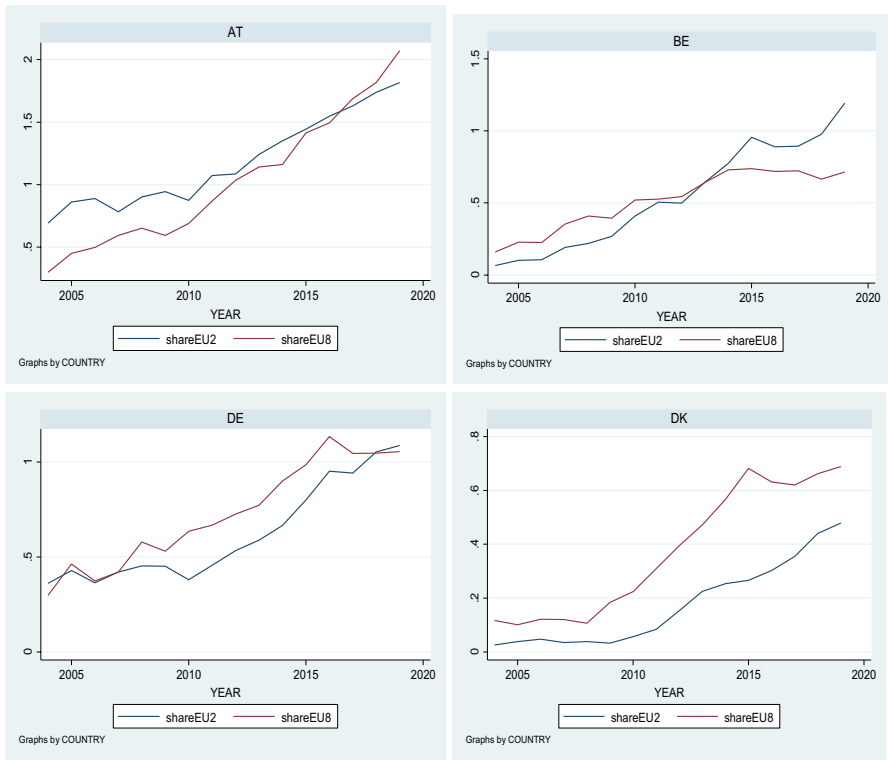 AT
2
1.5
1
.5
2005 2010 2015 2020
YEAR
shareEU2 shareEU8
Graphs by COUNTRY
BE
1.5
1
.5
0
2005 2010 2015 2020
YEAR
shareEU2 shareEU8
Graphs by COUNTRY
DE
1
.5
0
2005 2010 2015 2020
YEAR
shareEU2 shareEU8
Graphs by COUNTRY
DK
.8
.6
.4
.2
0
2005 2010 2015 2020
YEAR
shareEU2 shareEU8
Graphs by COUNTRY